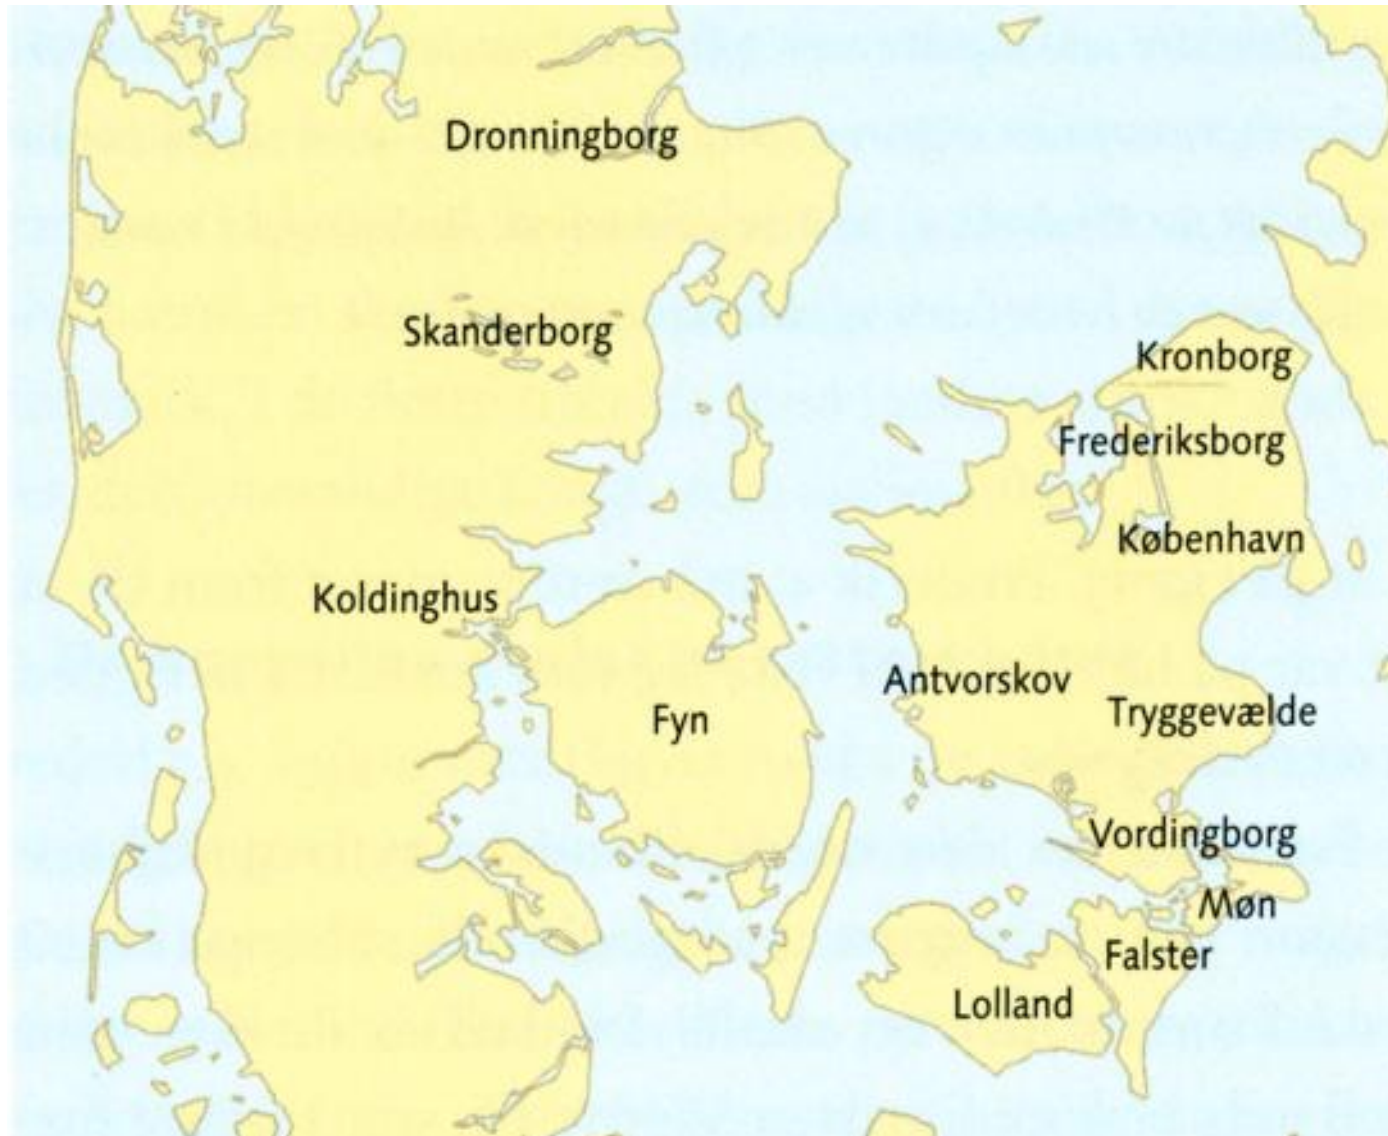 Dronningborg
Skanderborg
Kronborg
Frederiksborg
København
Koldinghus
Antvorskov
Fyn
Tryggevælde
Vordingborg
Møn
Falster
Lolland